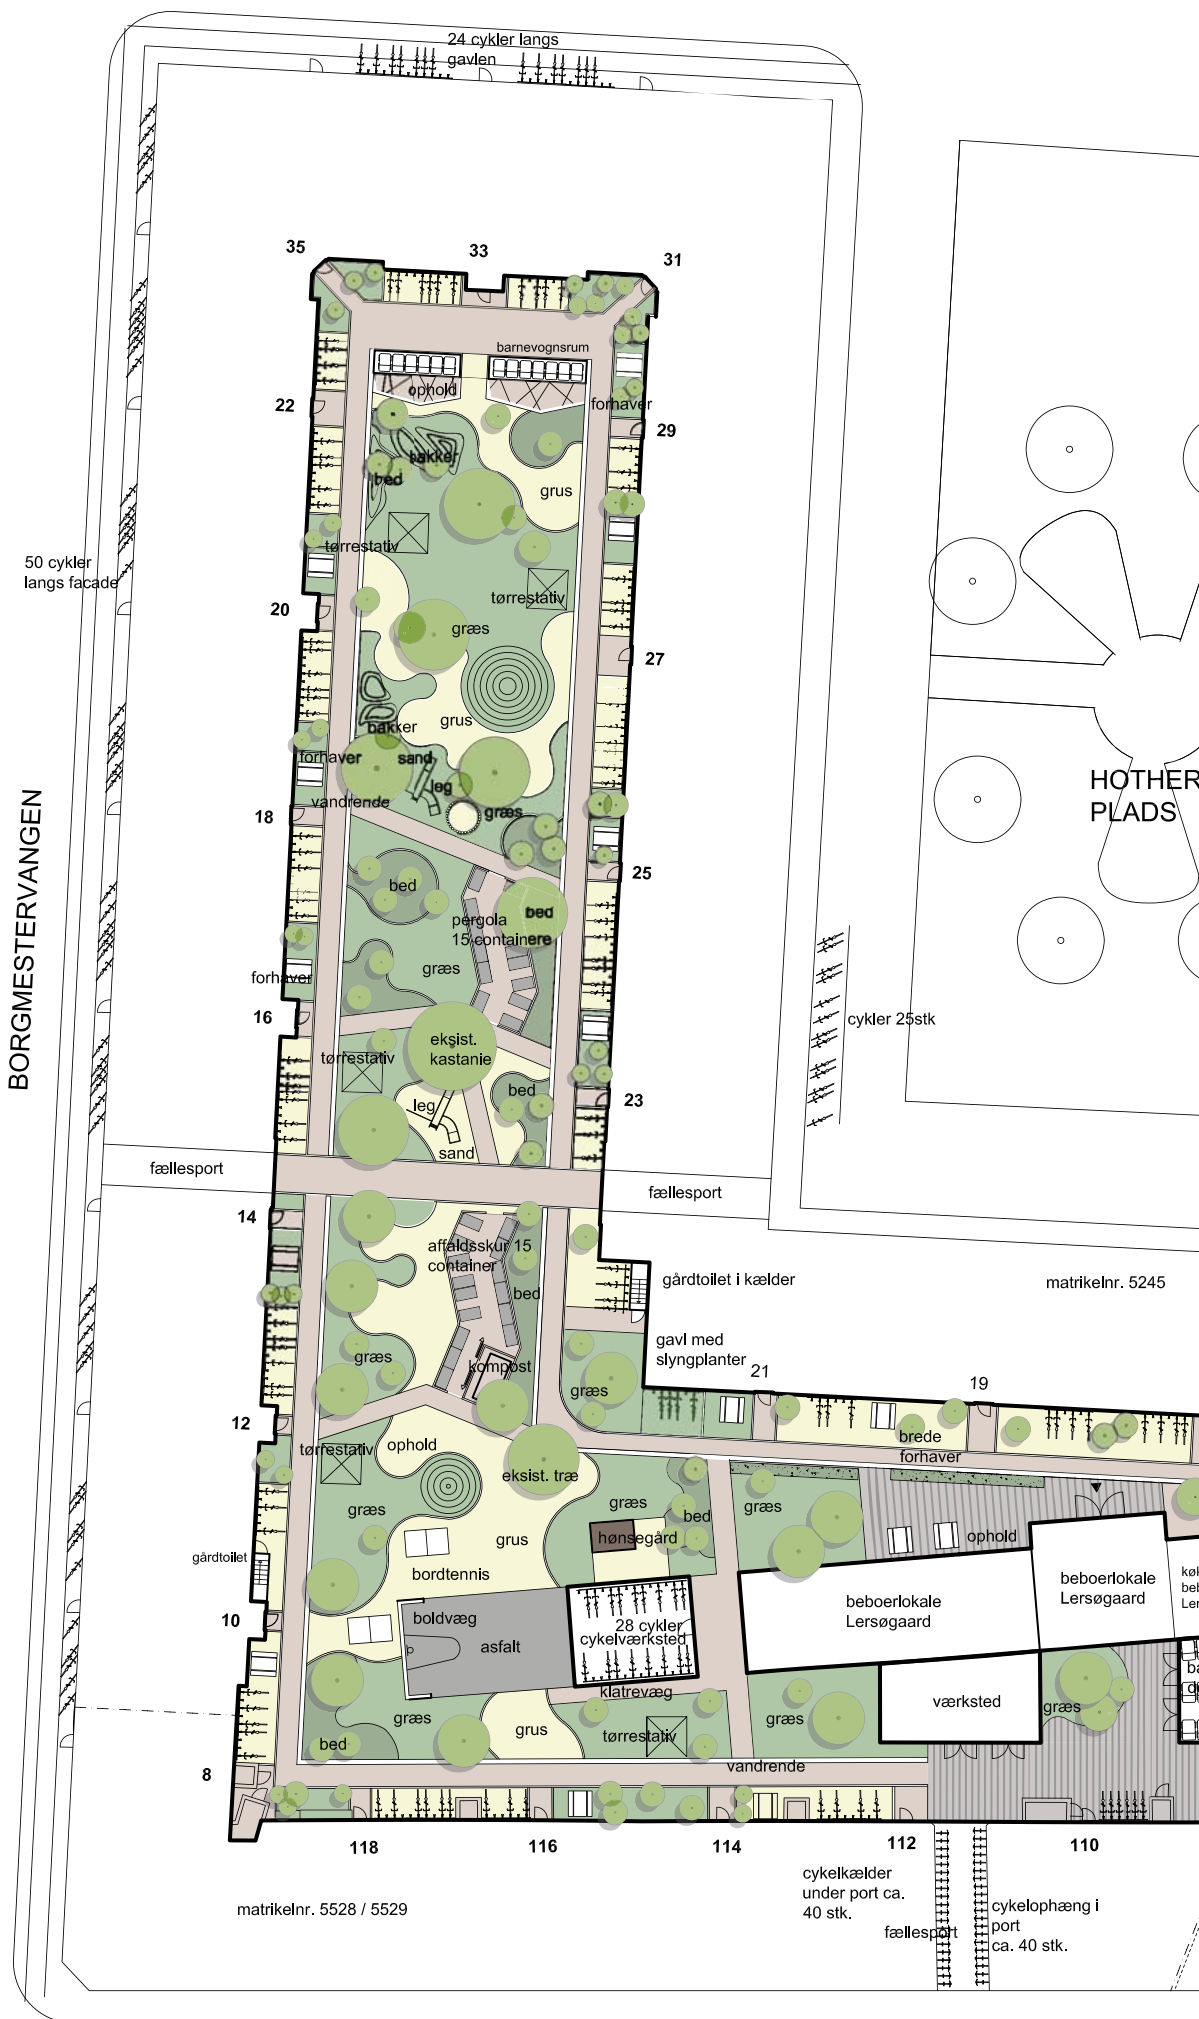 24 cykler langs
gavlen
35
33
31
barnevognsrum
ophold
forhaver
22
29
bakker
bed
grus
tørrestativ
50 cykler
langs facade
tørrestativ
20
græs
27
grus
bakker
forhaver
sand
leg
vandrende
græs
18
HOTHER
PLADS
25
bed
bed
pergola
15 containere
græs
forhaver
16
cykler 25stk
BORGMESTERVANGEN
eksist.
kastanie
tørrestativ
bed
leg
23
sand
fællesport
fællesport
14
affaldsskur 15
container
bed
gårdtoilet i kælder
matrikelnr. 5245
gavl med
slyngplanter
græs
kompost
21
19
græs
12
tørrestativ
ophold
brede
forhaver
eksist. træ
græs
græs
bed
græs
hønsegård
ophold
grus
gårdtoilet
bordtennis
beboerlokale
Lersøgaard
beboerlokale
Lersøgaard
køk
beb
Ler
10
boldvæg
asfalt
28 cykler
cykelværksted
klatrevæg
græs
grus
tørrestativ
græs
værksted
græs
ba
de
bed
vandrende
8
118
116
114
112
110
matrikelnr. 5528 / 5529
cykelkælder
under port ca.
40 stk.
fællesport
cykelophæng i
port
ca. 40 stk.